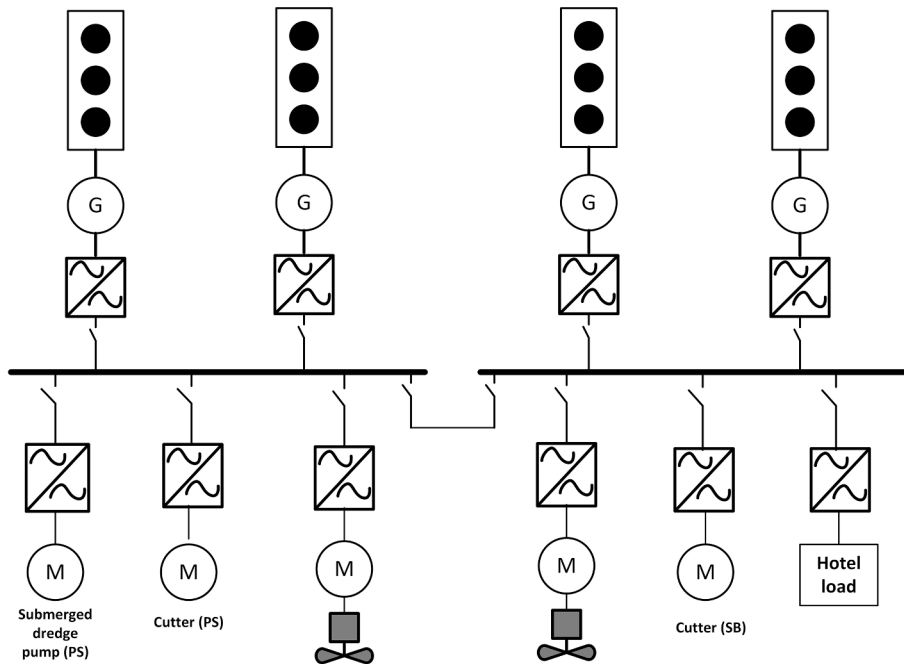 G
G
G
G
M
M
M
M
M
Hotel
load
Submerged
dredge
pump (PS)
Cutter (PS)
Cutter (SB)